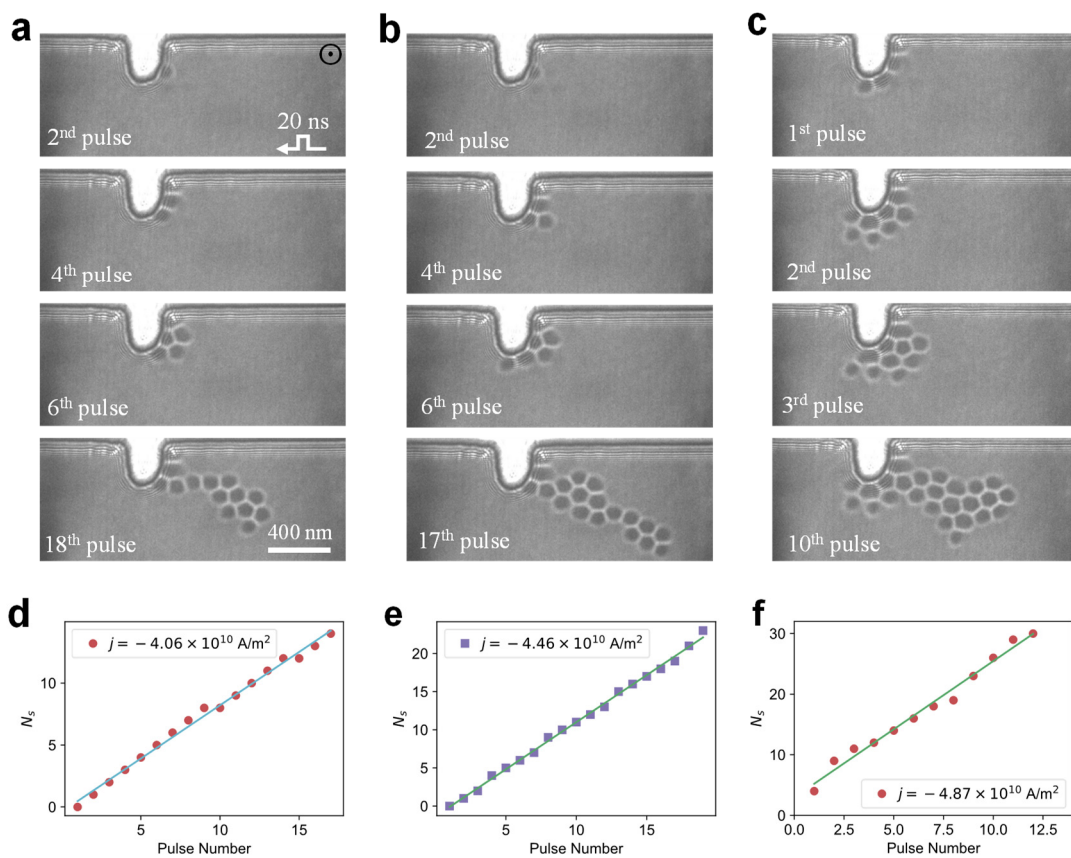 a
b
c
2nd pulse
20 ns
2nd pulse
1st pulse
4th pulse
4th pulse
2nd pulse
6th pulse
6th pulse
3rd pulse
18th pulse
400 nm
17th pulse
10th pulse
d
e
f
j = − 4.06 × 10^10 A/m²
10
5
0
Ns
5
10
15
Pulse Number
j = − 4.46 × 10^10 A/m²
20
15
10
5
0
Ns
5
10
15
Pulse Number
30
20
10
0
Ns
j = − 4.87 × 10^10 A/m²
0.0
2.5
5.0
7.5
10.0
12.5
Pulse Number